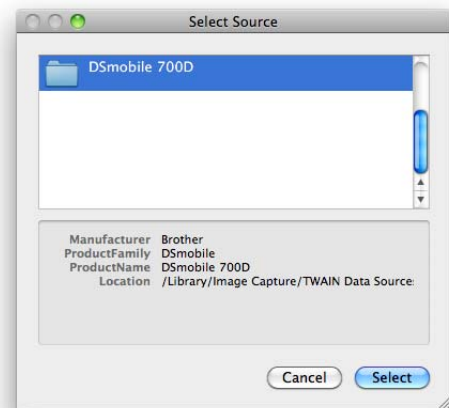 Select Source
DSmobile 700D
Manufacturer Brother
ProductFamily DSmobile
ProductName DSmobile 700D
Location /Library/Image Capture/TWAIN Data Source
Cancel Select